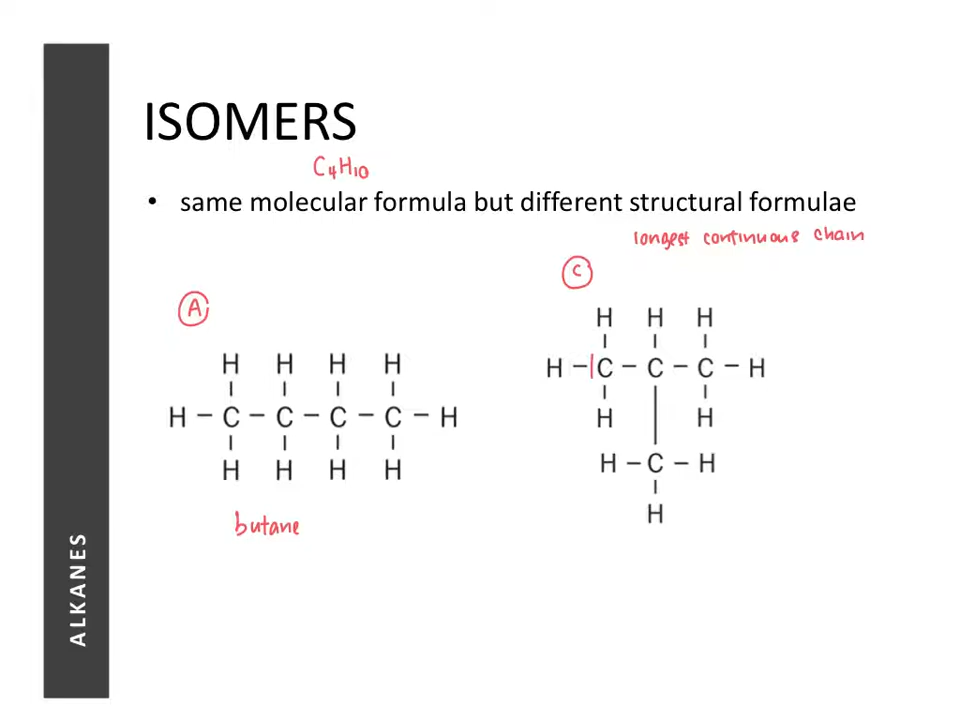 ISOMERS
C₄H₁₀
• same molecular formula but different structural formulae
longest continuous chain
C
A
H H H
H – C – C – C – H
H H
H – C – H
H
H H H H
H – C – C – C – C – H
H H H H
butane
ALKANES